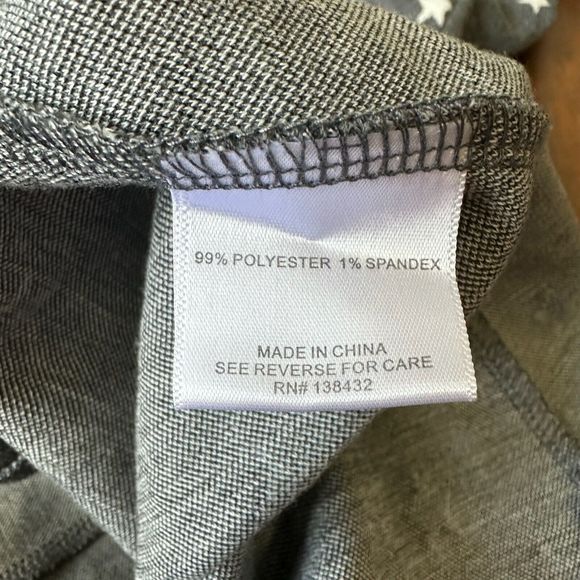 99% POLYESTER 1% SPANDEX
MADE IN CHINA
SEE REVERSE FOR CARE
RN# 138432